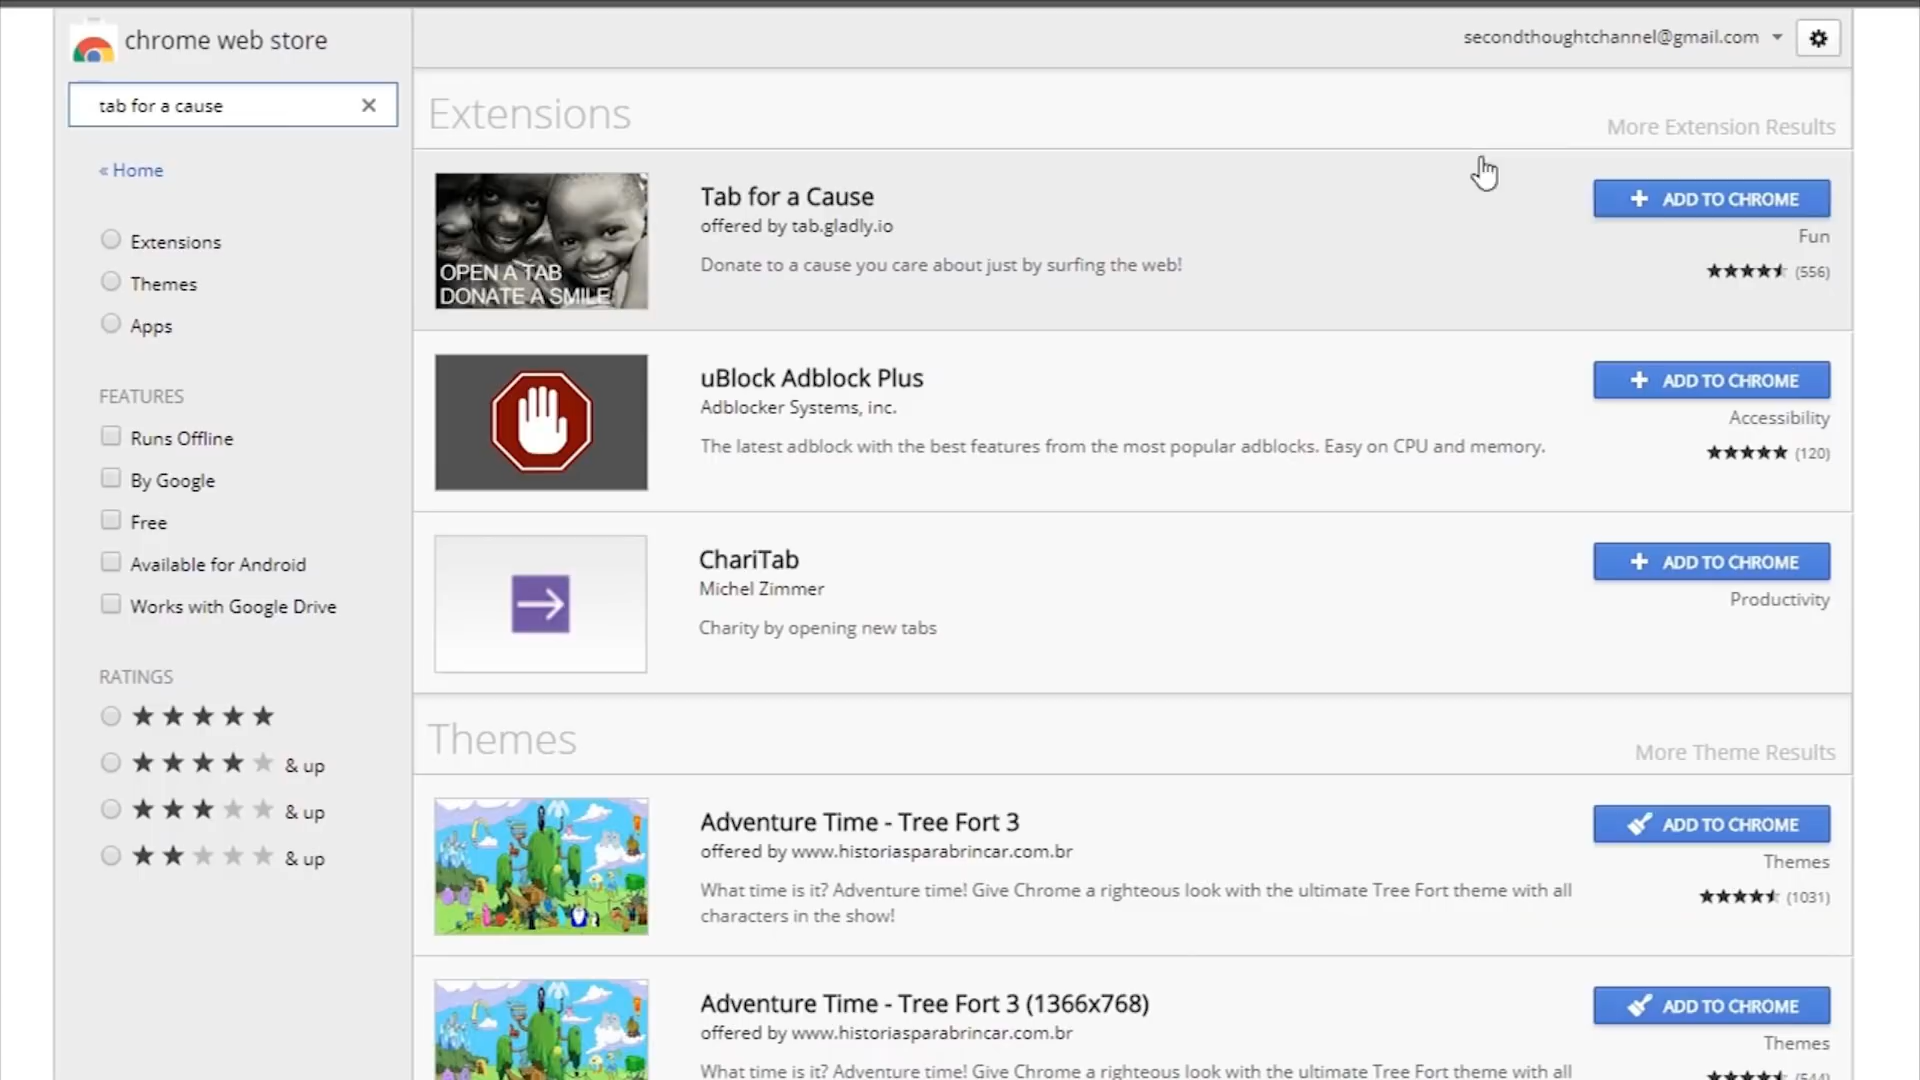 chrome web store
secondthoughtchannel@gmail.com
tab for a cause
« Home
Extensions
Themes
Apps
FEATURES
Runs Offline
By Google
Free
Available for Android
Works with Google Drive
RATINGS
& up
& up
& up
Extensions
More Extension Results
OPEN A TAB
DONATE A SMILE
Tab for a Cause
offered by tab.gladly.io
Donate to a cause you care about just by surfing the web!
ADD TO CHROME
Fun
(556)
uBlock Adblock Plus
Adblocker Systems, inc.
The latest adblock with the best features from the most popular adblocks. Easy on CPU and memory.
ADD TO CHROME
Accessibility
(120)
ChariTab
Michel Zimmer
Charity by opening new tabs
ADD TO CHROME
Productivity
Themes
More Theme Results
Adventure Time - Tree Fort 3
offered by www.historiasparabrincar.com.br
What time is it? Adventure time! Give Chrome a righteous look with the ultimate Tree Fort theme with all
characters in the show!
ADD TO CHROME
Themes
(1031)
Adventure Time - Tree Fort 3 (1366x768)
offered by www.historiasparabrincar.com.br
What time is it? Adventure time! Give Chrome a righteous look with the ultimate Tree Fort theme with all
ADD TO CHROME
Themes